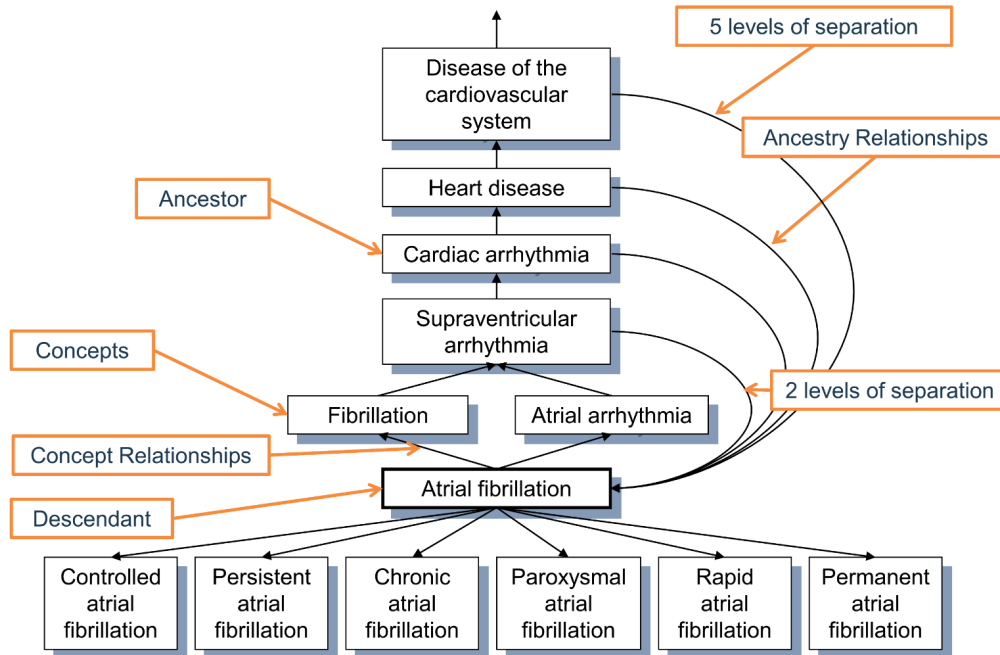 5 levels of separation
Disease of the
cardiovascular
system
Ancestry Relationships
Heart disease
Ancestor
Cardiac arrhythmia
Supraventricular
arrhythmia
Concepts
2 levels of separation
Fibrillation
Atrial arrhythmia
Concept Relationships
Atrial fibrillation
Descendant
Controlled
atrial
fibrillation
Persistent
atrial
fibrillation
Chronic
atrial
fibrillation
Paroxysmal
atrial
fibrillation
Rapid
atrial
fibrillation
Permanent
atrial
fibrillation